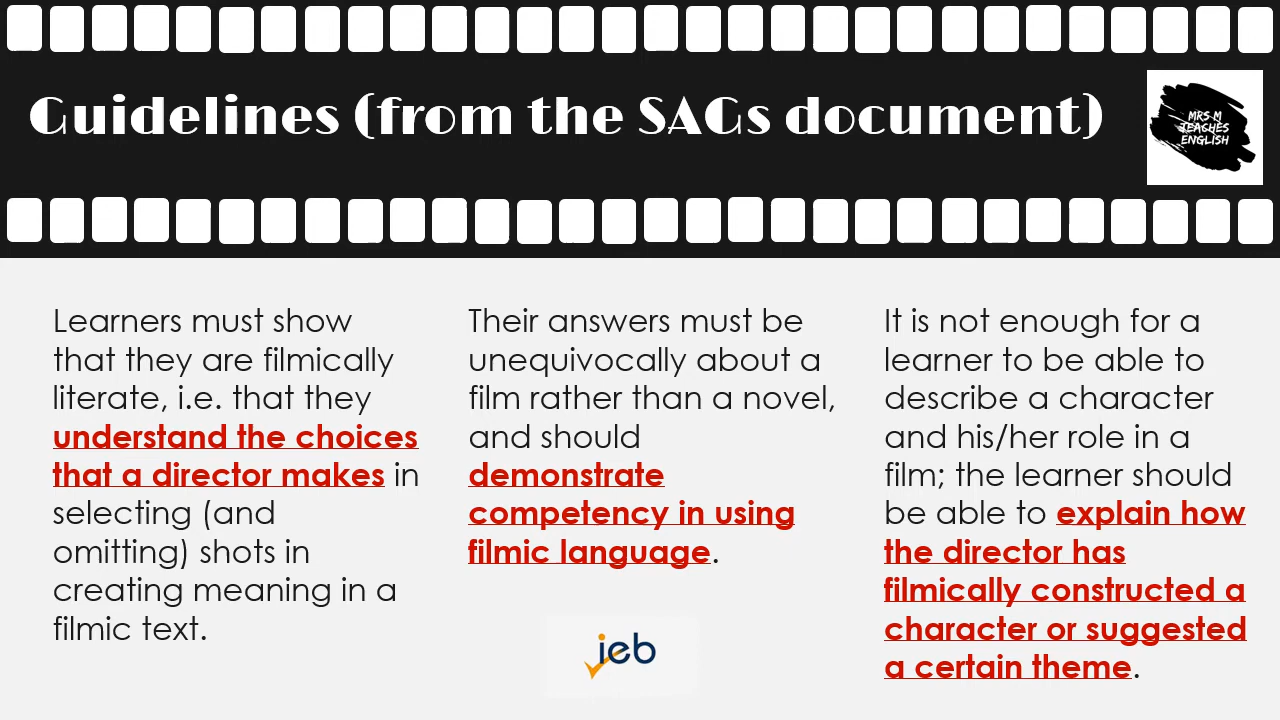 Guidelines (from the SAGs document)
MRS M
TEACHES
ENGLISH
Learners must show
that they are filmically
literate, i.e. that they
understand the choices
that a director makes in
selecting (and
omitting) shots in
creating meaning in a
filmic text.
Their answers must be
unequivocally about a
film rather than a novel,
and should
demonstrate
competency in using
filmic language.
ieb
It is not enough for a
learner to be able to
describe a character
and his/her role in a
film; the learner should
be able to explain how
the director has
filmically constructed a
character or suggested
a certain theme.